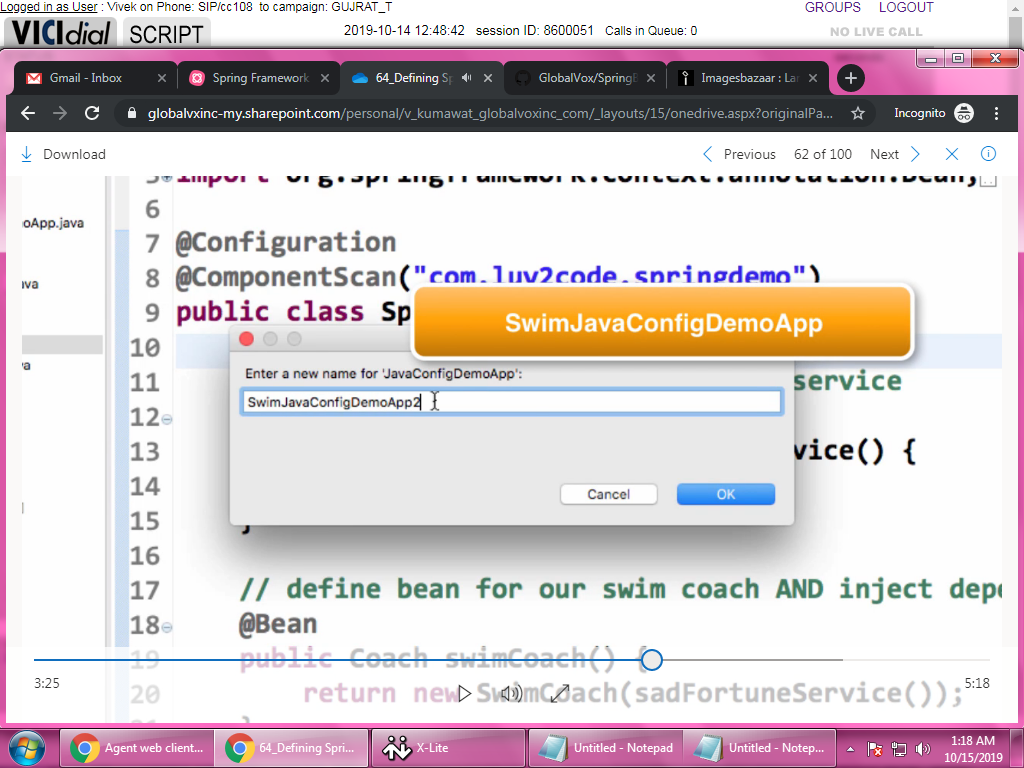 Logged in as User : Vivek on Phone: SIP/cc108 to campaign: GUJRAT_T
GROUPS LOGOUT
VICIdial SCRIPT
2019-10-14 12:48:42 session ID: 8600051 Calls in Queue: 0
NO LIVE CALL
Gmail - Inbox
Spring Framework
64_Defining Sp
GlobalVox/SpringB
Imagesbazaar : Lar
globalvxinc-my.sharepoint.com/personal/v_kumawat_globalvoxinc_com/_layouts/15/onedrive.aspx?originalPa...
Incognito
Download
Previous 62 of 100 Next
import org.springframework.context.annotation.Bean;
6
oApp.java
7 @Configuration
8 @ComponentScan("com.luv2code.springdemo")
ava
9 public class Sp
SwimJavaConfigDemoApp
10
Enter a new name for 'JavaConfigDemoApp':
11 service
SwimJavaConfigDemoApp2
12
13 vice() {
14
Cancel OK
15 }
16
17 // define bean for our swim coach AND inject depe
18 @Bean
19 public Coach swimCoach() {
3:25 5:18
20 return new SwimCoach(sadFortuneService());
21 }
Agent web client...
64_Defining Spri...
X-Lite
Untitled - Notepad
Untitled - Notep...
1:18 AM
10/15/2019